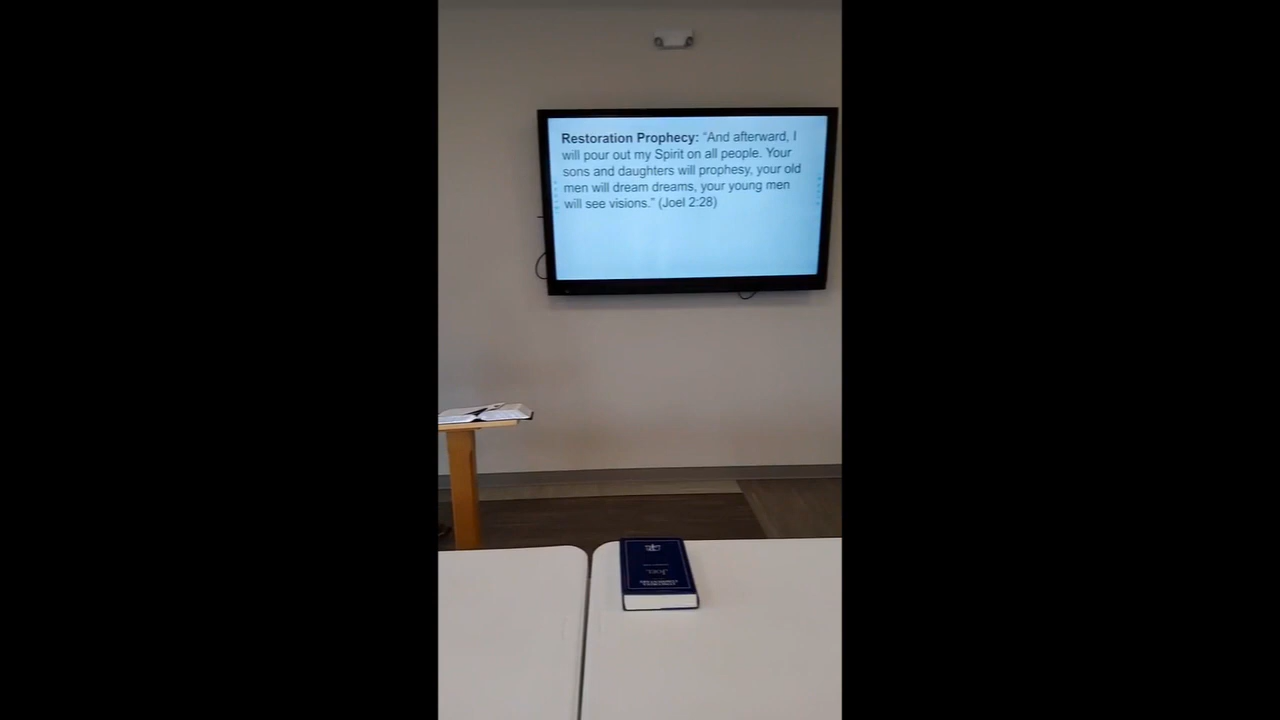 Restoration Prophecy: “And afterward, I
will pour out my Spirit on all people. Your
sons and daughters will prophesy, your old
men will dream dreams, your young men
will see visions.” (Joel 2:28)
JOEL